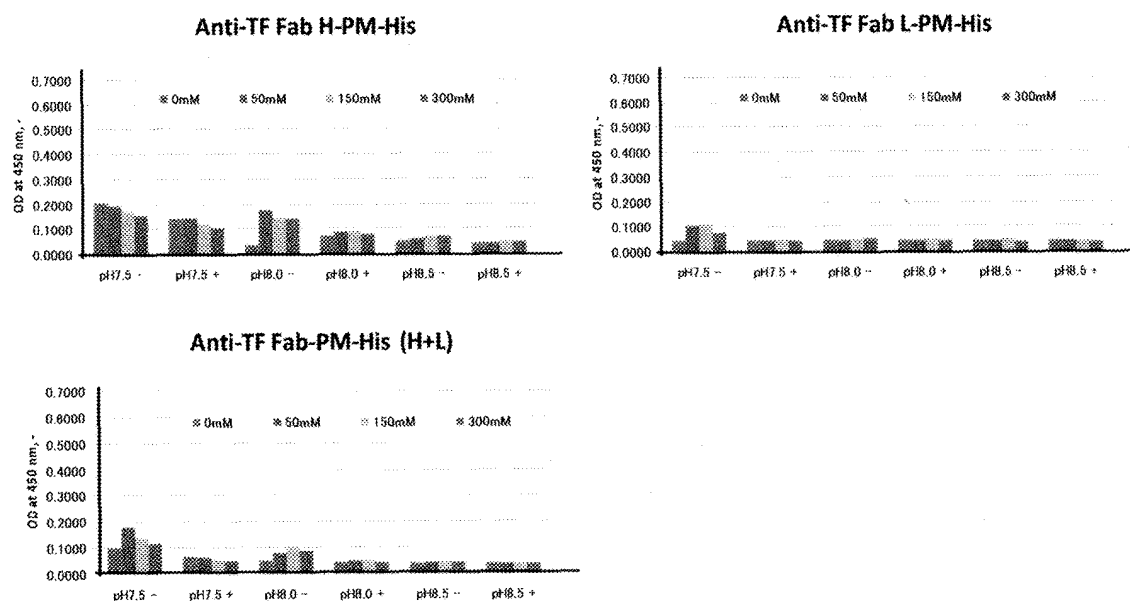 Anti-TF Fab H-PM-His
0.7000
0.6000
0.5000
0.4000
0.3000
0.2000
0.1000
0.0000
OD at 450 nm, -
0mM 50mM 150mM 300mM
pH7.5 − pH7.5 + pH8.0 − pH8.0 + pH8.5 − pH8.5 +
Anti-TF Fab L-PM-His
0.7000
0.6000
0.5000
0.4000
0.3000
0.2000
0.1000
0.0000
OD at 450 nm, -
0mM 50mM 150mM 300mM
pH7.5 − pH7.5 + pH8.0 − pH8.0 + pH8.5 − pH8.5 +
Anti-TF Fab-PM-His (H+L)
0.7000
0.6000
0.5000
0.4000
0.3000
0.2000
0.1000
0.0000
OD at 450 nm, -
0mM 50mM 150mM 300mM
pH7.5 − pH7.5 + pH8.0 − pH8.0 + pH8.5 − pH8.5 +